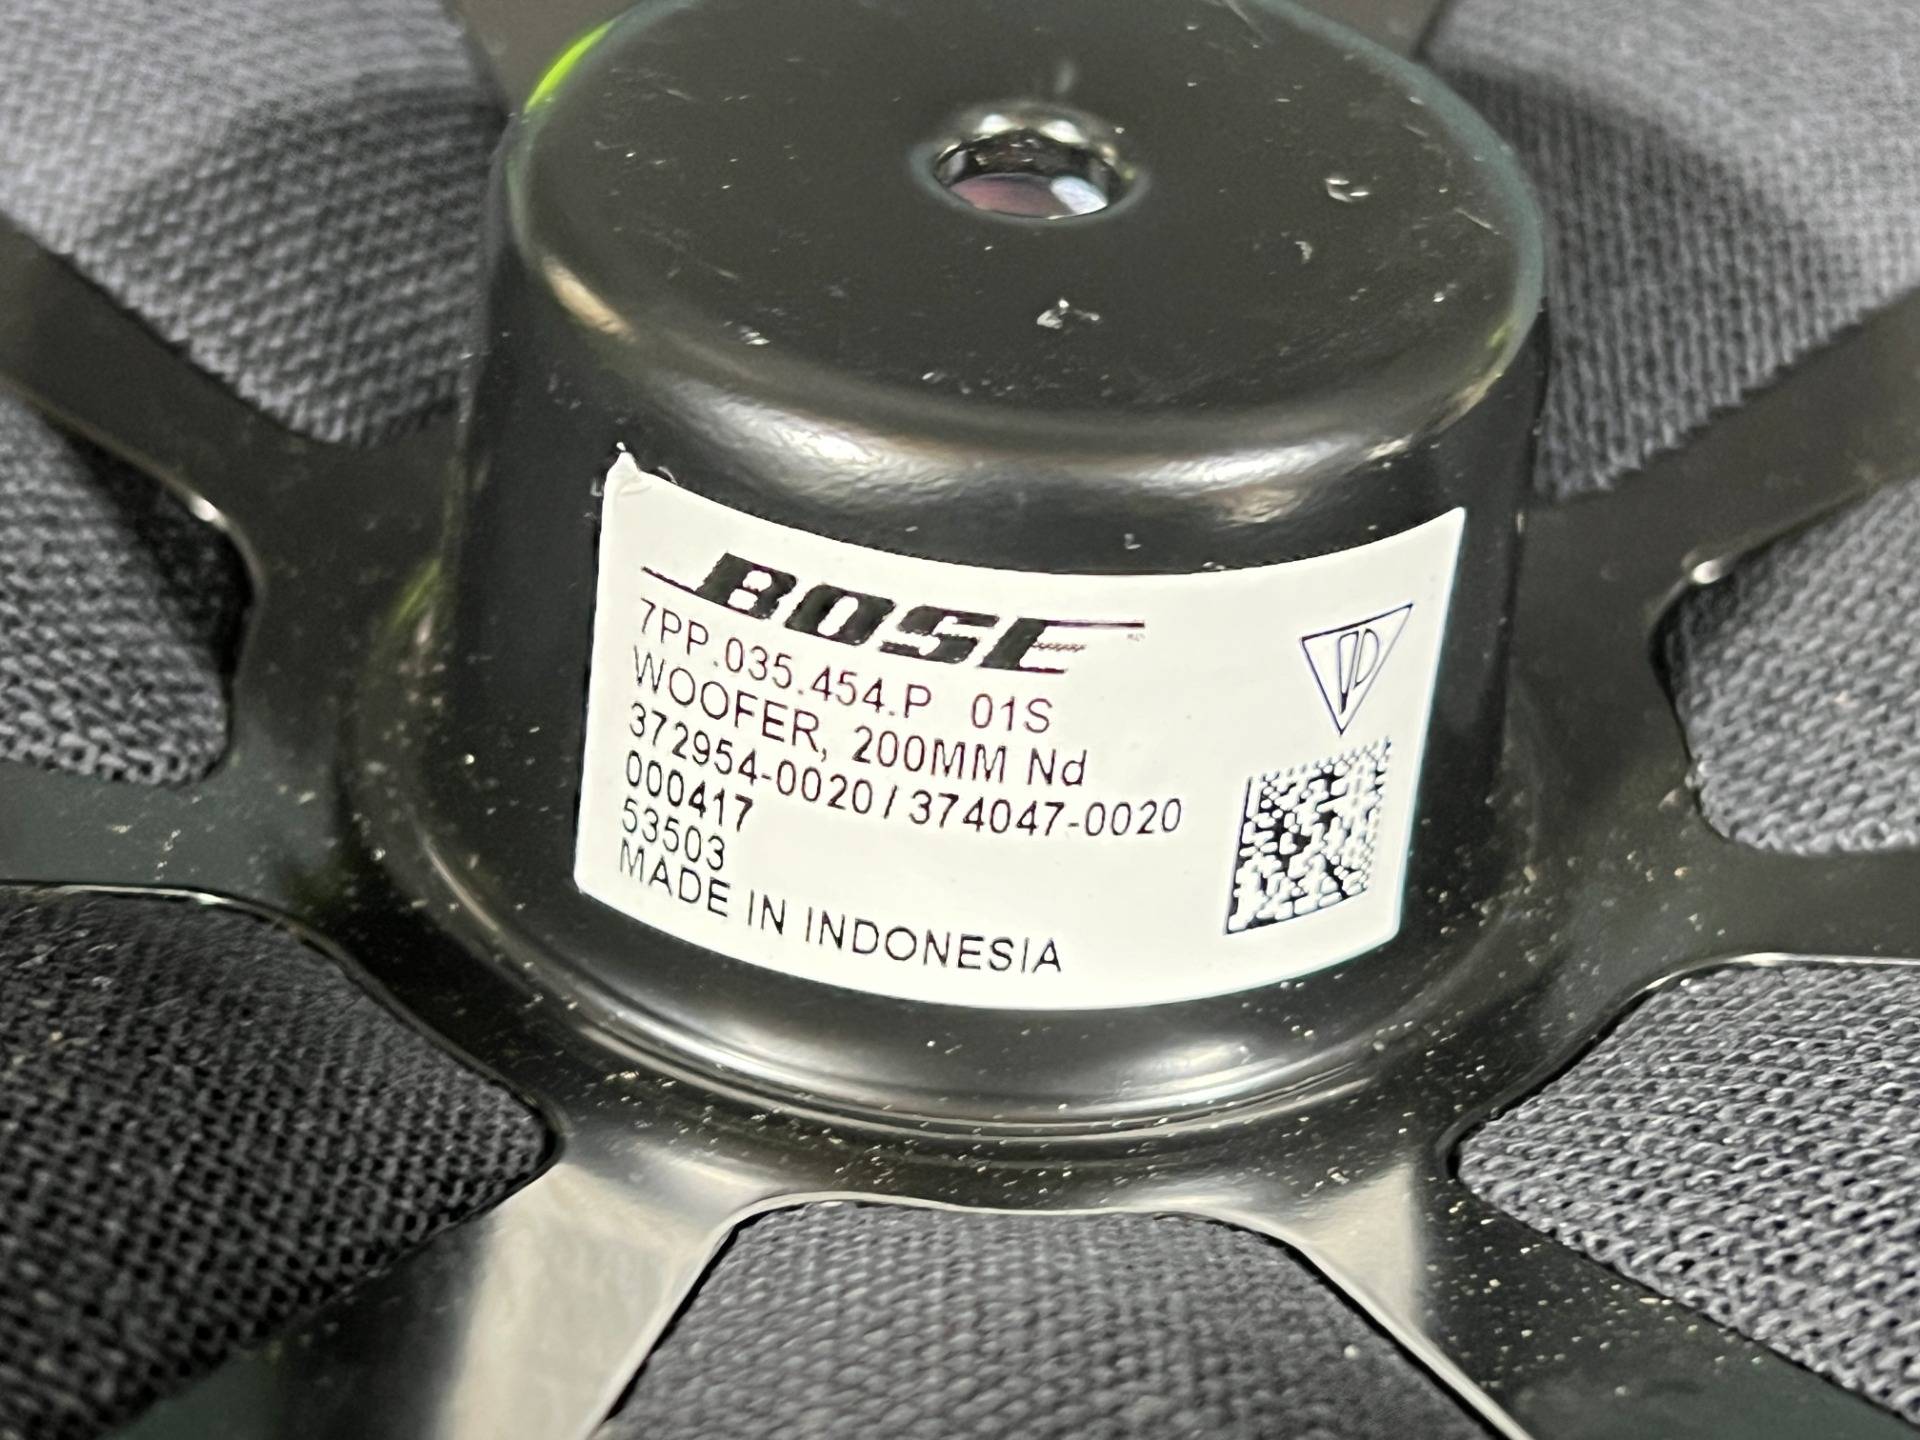 BOSE
7PP.035.454.P 01S
WOOFER, 200MM Nd
372954-0020 / 374047-0020
000417
53503
MADE IN INDONESIA